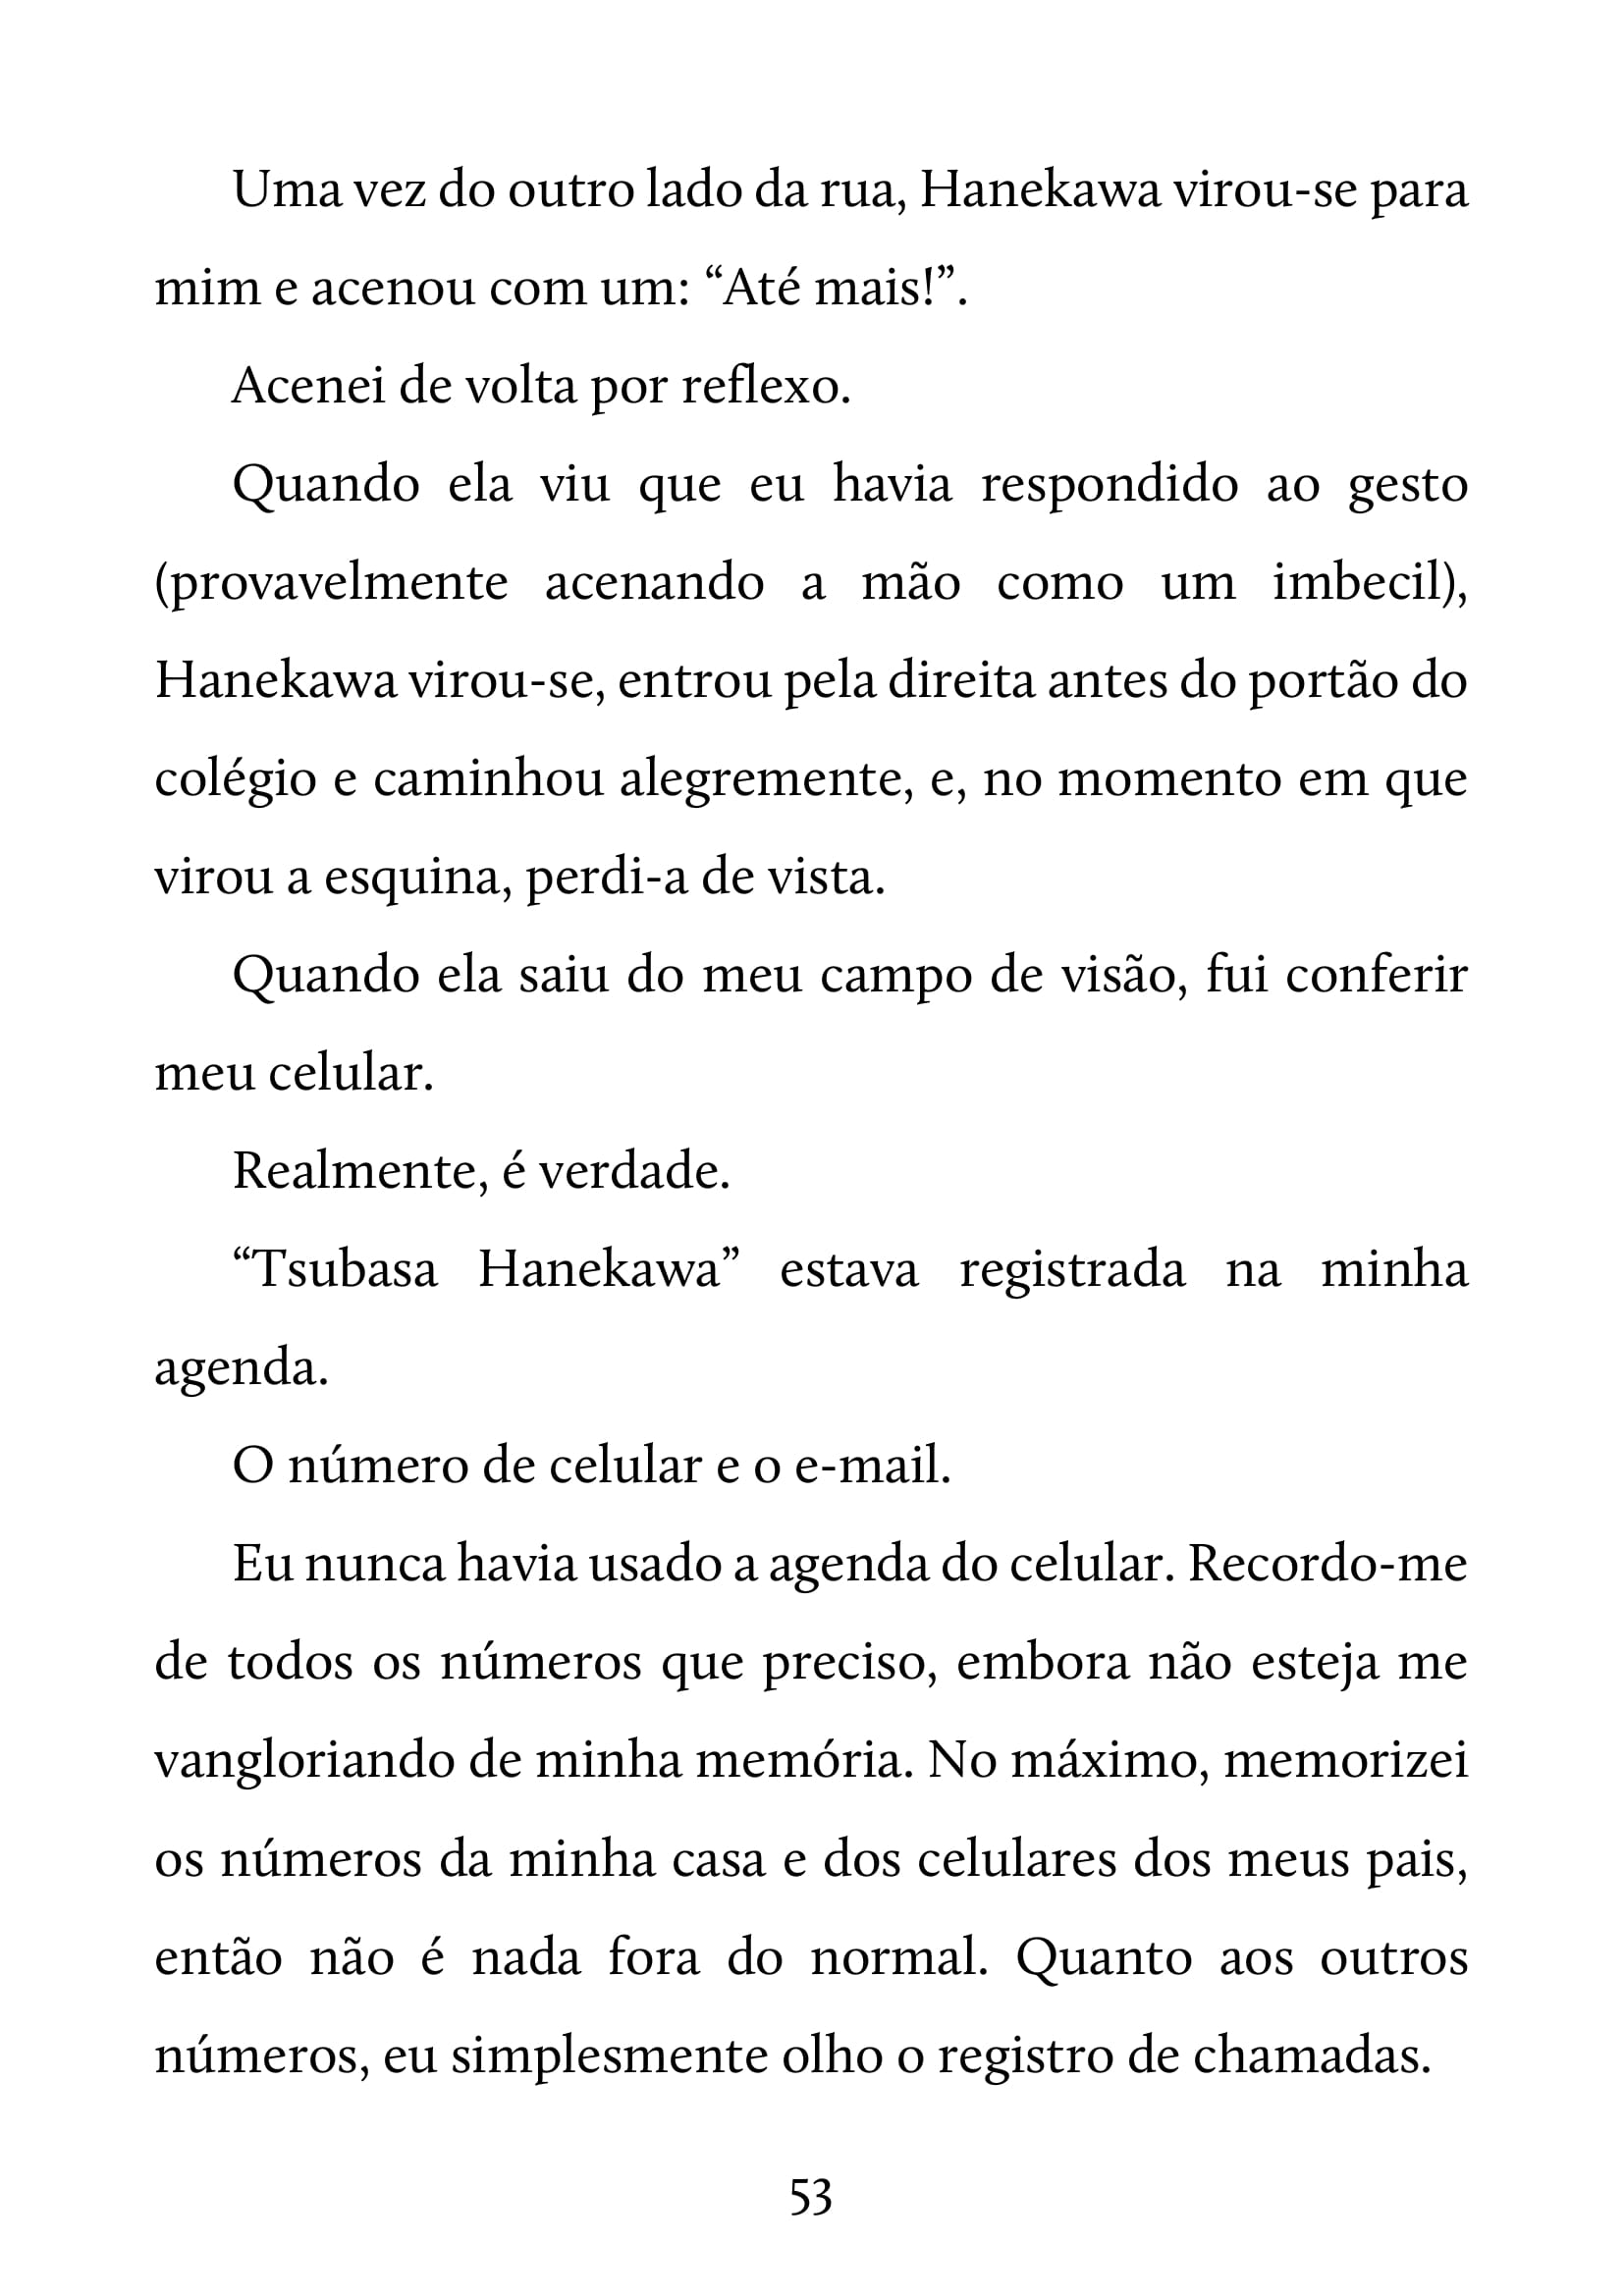 Uma vez do outro lado da rua, Hanekawa virou-se para
mim e acenou com um: “Até mais!”.
Acenei de volta por reflexo.
Quando ela viu que eu havia respondido ao gesto
(provavelmente acenando a mão como um imbecil),
Hanekawa virou-se, entrou pela direita antes do portão do
colégio e caminhou alegremente, e, no momento em que
virou a esquina, perdi-a de vista.
Quando ela saiu do meu campo de visão, fui conferir
meu celular.
Realmente, é verdade.
“Tsubasa Hanekawa” estava registrada na minha
agenda.
O número de celular e o e-mail.
Eu nunca havia usado a agenda do celular. Recordo-me
de todos os números que preciso, embora não esteja me
vangloriando de minha memória. No máximo, memorizei
os números da minha casa e dos celulares dos meus pais,
então não é nada fora do normal. Quanto aos outros
números, eu simplesmente olho o registro de chamadas.
53